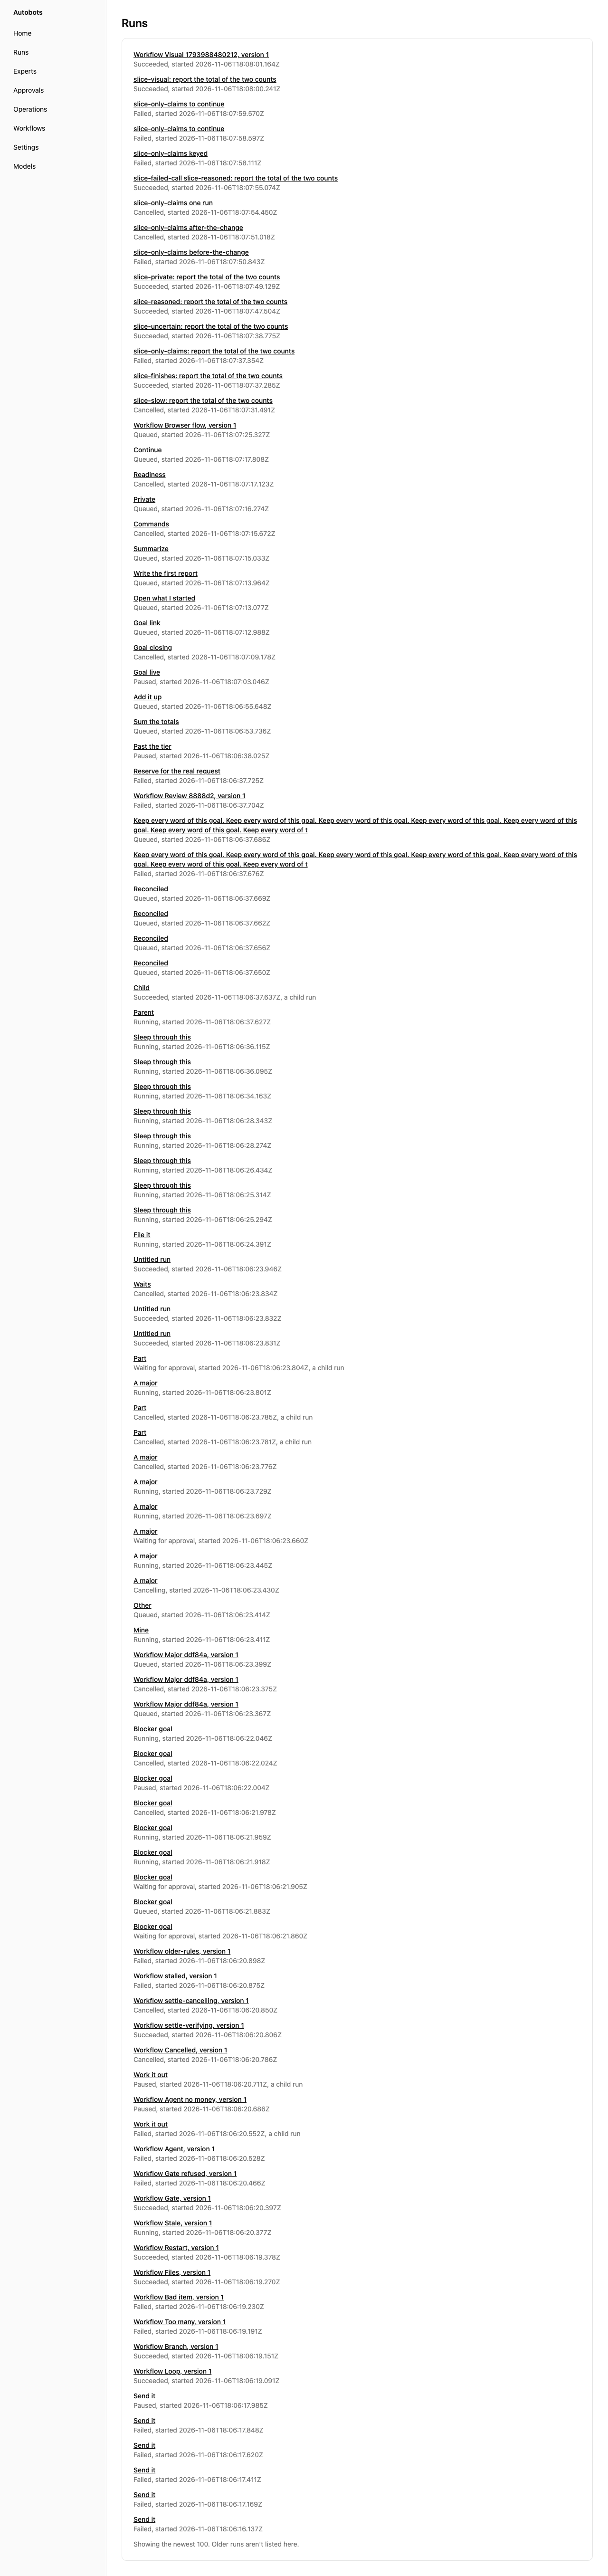 Autobots
Home
Runs
Experts
Approvals
Operations
Workflows
Settings
Models
Runs
Workflow Visual 1793988480212, version 1
Succeeded, started 2026-11-06T18:08:01.164Z
slice-visual: report the total of the two counts
Succeeded, started 2026-11-06T18:08:00.241Z
slice-only-claims to continue
Failed, started 2026-11-06T18:07:59.570Z
slice-only-claims to continue
Failed, started 2026-11-06T18:07:58.597Z
slice-only-claims keyed
Failed, started 2026-11-06T18:07:58.111Z
slice-failed-call slice-reasoned: report the total of the two counts
Succeeded, started 2026-11-06T18:07:55.074Z
slice-only-claims one run
Cancelled, started 2026-11-06T18:07:54.450Z
slice-only-claims after-the-change
Cancelled, started 2026-11-06T18:07:51.018Z
slice-only-claims before-the-change
Failed, started 2026-11-06T18:07:50.843Z
slice-private: report the total of the two counts
Succeeded, started 2026-11-06T18:07:49.129Z
slice-reasoned: report the total of the two counts
Succeeded, started 2026-11-06T18:07:47.504Z
slice-uncertain: report the total of the two counts
Succeeded, started 2026-11-06T18:07:38.775Z
slice-only-claims: report the total of the two counts
Failed, started 2026-11-06T18:07:37.354Z
slice-finishes: report the total of the two counts
Succeeded, started 2026-11-06T18:07:37.285Z
slice-slow: report the total of the two counts
Cancelled, started 2026-11-06T18:07:31.491Z
Workflow Browser flow, version 1
Queued, started 2026-11-06T18:07:25.327Z
Continue
Queued, started 2026-11-06T18:07:17.808Z
Readiness
Cancelled, started 2026-11-06T18:07:17.123Z
Private
Queued, started 2026-11-06T18:07:16.274Z
Commands
Cancelled, started 2026-11-06T18:07:15.672Z
Summarize
Queued, started 2026-11-06T18:07:15.033Z
Write the first report
Queued, started 2026-11-06T18:07:13.964Z
Open what I started
Queued, started 2026-11-06T18:07:13.077Z
Goal link
Queued, started 2026-11-06T18:07:12.988Z
Goal closing
Cancelled, started 2026-11-06T18:07:09.178Z
Goal live
Paused, started 2026-11-06T18:07:03.046Z
Add it up
Queued, started 2026-11-06T18:06:55.648Z
Sum the totals
Queued, started 2026-11-06T18:06:53.736Z
Past the tier
Paused, started 2026-11-06T18:06:38.025Z
Reserve for the real request
Failed, started 2026-11-06T18:06:37.725Z
Workflow Review 8888d2, version 1
Failed, started 2026-11-06T18:06:37.704Z
Keep every word of this goal. Keep every word of this goal. Keep every word of this goal. Keep every word of this goal. Keep every word of this
goal. Keep every word of this goal. Keep every word of t
Queued, started 2026-11-06T18:06:37.686Z
Keep every word of this goal. Keep every word of this goal. Keep every word of this goal. Keep every word of this goal. Keep every word of this
goal. Keep every word of this goal. Keep every word of t
Failed, started 2026-11-06T18:06:37.676Z
Reconciled
Queued, started 2026-11-06T18:06:37.669Z
Reconciled
Queued, started 2026-11-06T18:06:37.662Z
Reconciled
Queued, started 2026-11-06T18:06:37.656Z
Reconciled
Queued, started 2026-11-06T18:06:37.650Z
Child
Succeeded, started 2026-11-06T18:06:37.637Z, a child run
Parent
Running, started 2026-11-06T18:06:37.627Z
Sleep through this
Running, started 2026-11-06T18:06:36.115Z
Sleep through this
Running, started 2026-11-06T18:06:36.095Z
Sleep through this
Running, started 2026-11-06T18:06:34.163Z
Sleep through this
Running, started 2026-11-06T18:06:28.343Z
Sleep through this
Running, started 2026-11-06T18:06:28.274Z
Sleep through this
Running, started 2026-11-06T18:06:26.434Z
Sleep through this
Running, started 2026-11-06T18:06:25.314Z
Sleep through this
Running, started 2026-11-06T18:06:25.294Z
File it
Running, started 2026-11-06T18:06:24.391Z
Untitled run
Succeeded, started 2026-11-06T18:06:23.946Z
Waits
Cancelled, started 2026-11-06T18:06:23.834Z
Untitled run
Succeeded, started 2026-11-06T18:06:23.832Z
Untitled run
Succeeded, started 2026-11-06T18:06:23.831Z
Part
Waiting for approval, started 2026-11-06T18:06:23.804Z, a child run
A major
Running, started 2026-11-06T18:06:23.801Z
Part
Cancelled, started 2026-11-06T18:06:23.785Z, a child run
Part
Cancelled, started 2026-11-06T18:06:23.781Z, a child run
A major
Cancelled, started 2026-11-06T18:06:23.776Z
A major
Running, started 2026-11-06T18:06:23.729Z
A major
Running, started 2026-11-06T18:06:23.697Z
A major
Waiting for approval, started 2026-11-06T18:06:23.660Z
A major
Running, started 2026-11-06T18:06:23.445Z
A major
Cancelling, started 2026-11-06T18:06:23.430Z
Other
Queued, started 2026-11-06T18:06:23.414Z
Mine
Running, started 2026-11-06T18:06:23.411Z
Workflow Major ddf84a, version 1
Queued, started 2026-11-06T18:06:23.399Z
Workflow Major ddf84a, version 1
Cancelled, started 2026-11-06T18:06:23.375Z
Workflow Major ddf84a, version 1
Queued, started 2026-11-06T18:06:23.367Z
Blocker goal
Running, started 2026-11-06T18:06:22.046Z
Blocker goal
Cancelled, started 2026-11-06T18:06:22.024Z
Blocker goal
Paused, started 2026-11-06T18:06:22.004Z
Blocker goal
Cancelled, started 2026-11-06T18:06:21.978Z
Blocker goal
Running, started 2026-11-06T18:06:21.959Z
Blocker goal
Running, started 2026-11-06T18:06:21.918Z
Blocker goal
Waiting for approval, started 2026-11-06T18:06:21.905Z
Blocker goal
Queued, started 2026-11-06T18:06:21.883Z
Blocker goal
Waiting for approval, started 2026-11-06T18:06:21.860Z
Workflow older-rules, version 1
Failed, started 2026-11-06T18:06:20.898Z
Workflow stalled, version 1
Failed, started 2026-11-06T18:06:20.875Z
Workflow settle-cancelling, version 1
Cancelled, started 2026-11-06T18:06:20.850Z
Workflow settle-verifying, version 1
Succeeded, started 2026-11-06T18:06:20.806Z
Workflow Cancelled, version 1
Cancelled, started 2026-11-06T18:06:20.786Z
Work it out
Paused, started 2026-11-06T18:06:20.711Z, a child run
Workflow Agent no money, version 1
Paused, started 2026-11-06T18:06:20.686Z
Work it out
Failed, started 2026-11-06T18:06:20.552Z, a child run
Workflow Agent, version 1
Failed, started 2026-11-06T18:06:20.528Z
Workflow Gate refused, version 1
Failed, started 2026-11-06T18:06:20.466Z
Workflow Gate, version 1
Succeeded, started 2026-11-06T18:06:20.397Z
Workflow Stale, version 1
Running, started 2026-11-06T18:06:20.377Z
Workflow Restart, version 1
Succeeded, started 2026-11-06T18:06:19.378Z
Workflow Files, version 1
Succeeded, started 2026-11-06T18:06:19.270Z
Workflow Bad item, version 1
Failed, started 2026-11-06T18:06:19.230Z
Workflow Too many, version 1
Failed, started 2026-11-06T18:06:19.191Z
Workflow Branch, version 1
Succeeded, started 2026-11-06T18:06:19.151Z
Workflow Loop, version 1
Succeeded, started 2026-11-06T18:06:19.091Z
Send it
Paused, started 2026-11-06T18:06:17.985Z
Send it
Failed, started 2026-11-06T18:06:17.848Z
Send it
Failed, started 2026-11-06T18:06:17.620Z
Send it
Failed, started 2026-11-06T18:06:17.411Z
Send it
Failed, started 2026-11-06T18:06:17.169Z
Send it
Failed, started 2026-11-06T18:06:16.137Z
Showing the newest 100. Older runs aren't listed here.